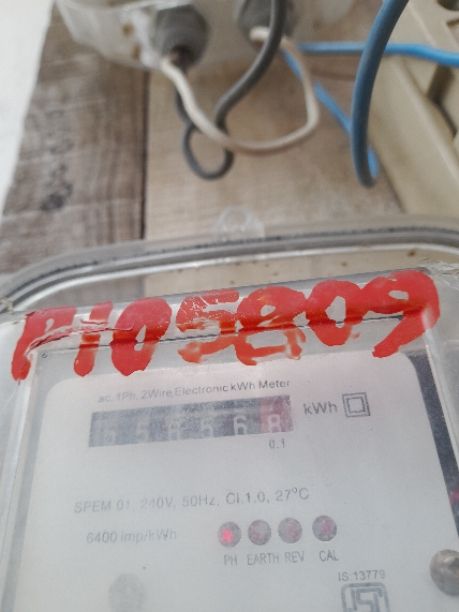 P105809
ac. 1Ph. 2Wire Electronic kWh Meter
kWh
0.1
SPEM 01, 240V, 50Hz, Cl.1.0, 27°C
6400 imp/kWh
PH EARTH REV CAL
IS 13779